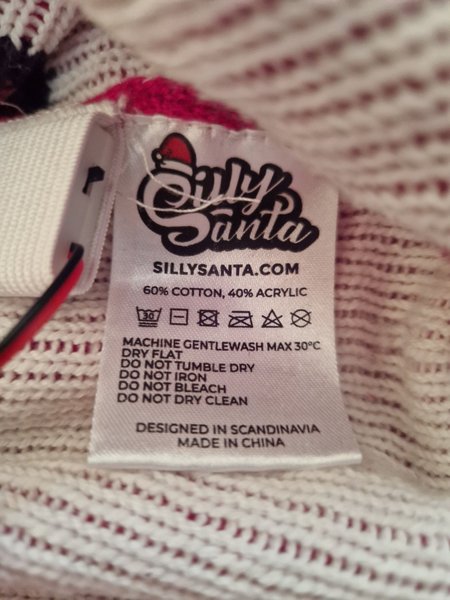 Silly
Santa
SILLYSANTA.COM
60% COTTON, 40% ACRYLIC
30
MACHINE GENTLEWASH MAX 30°C
DRY FLAT
DO NOT TUMBLE DRY
DO NOT IRON
DO NOT BLEACH
DO NOT DRY CLEAN
DESIGNED IN SCANDINAVIA
MADE IN CHINA